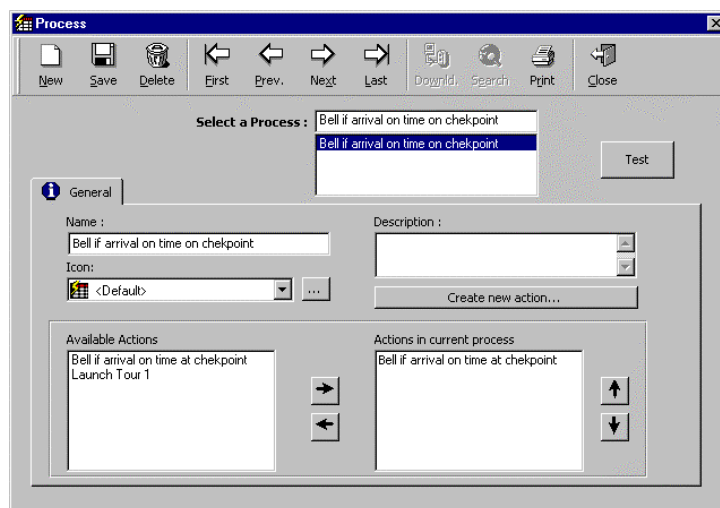 Process
New Save Delete First Prev. Next Last Downld. Search Print Close
Select a Process : Bell if arrival on time on chekpoint
Bell if arrival on time on chekpoint
Test
General
Name :
Bell if arrival on time on chekpoint
Description :
Icon:
<Default>
...
Create new action...
Available Actions
Bell if arrival on time at chekpoint
Launch Tour 1
Actions in current process
Bell if arrival on time at chekpoint